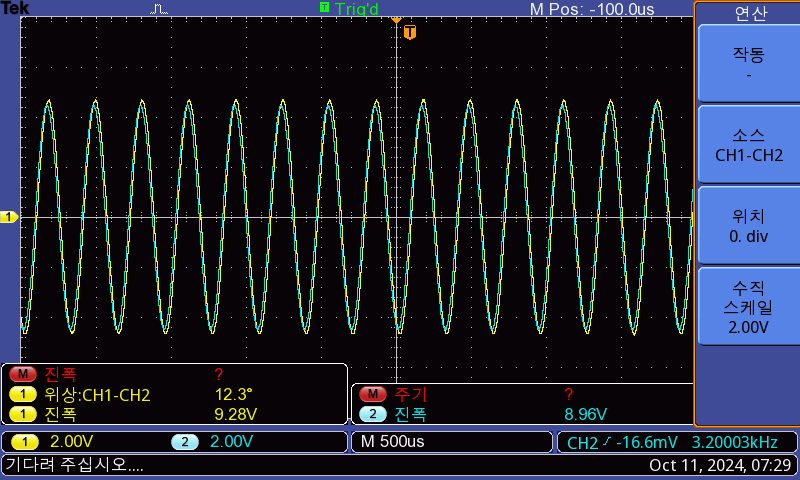 Tek T Trig'd M Pos: -100.0us
T
연산
작동
-
소스
CH1-CH2
위치
0. div
수직
스케일
2.00V
1
M 진폭 ?
1 위상:CH1-CH2 12.3°
1 진폭 9.28V
M 주기 ?
2 진폭 8.96V
1 2.00V 2 2.00V M 500us CH2 -16.6mV 3.20003kHz
기다려 주십시오.... Oct 11, 2024, 07:29